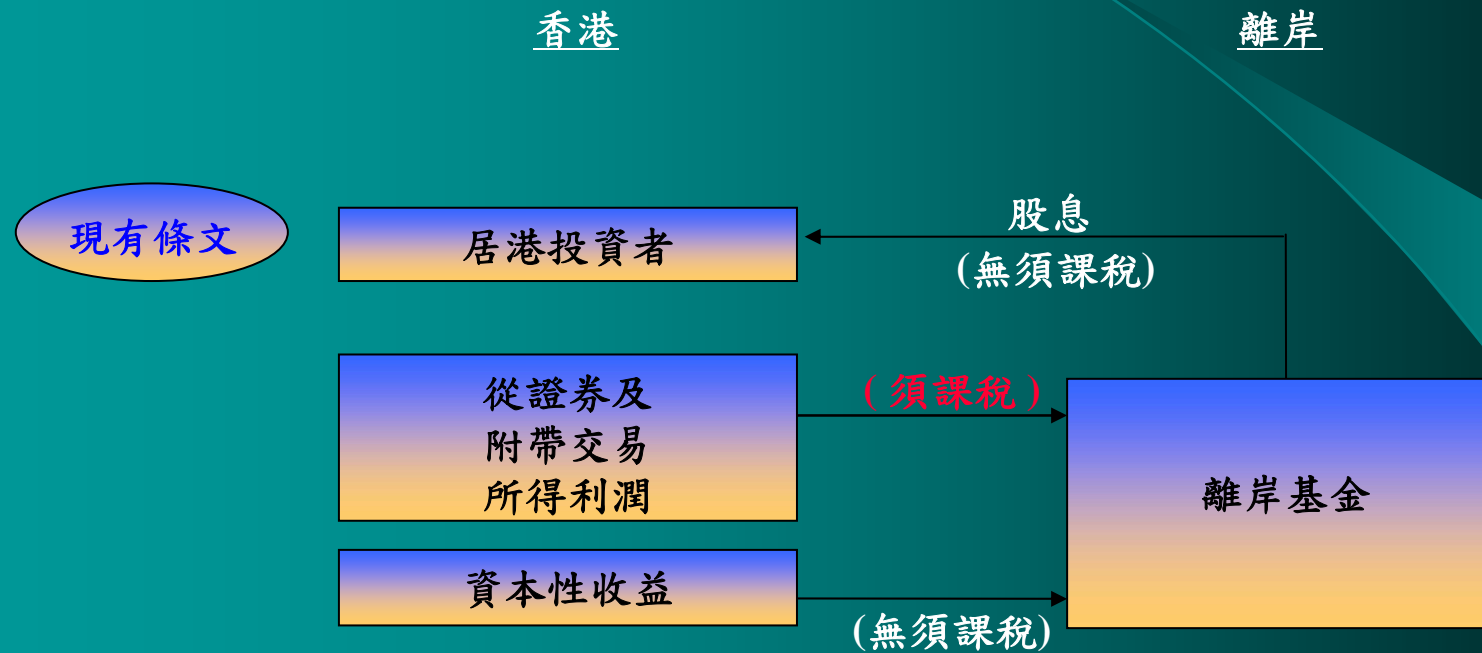 香港
離岸
現有條文
居港投資者
股息
(無須課稅)
從證券及
附帶交易
所得利潤
(須課稅)
離岸基金
資本性收益
(無須課稅)